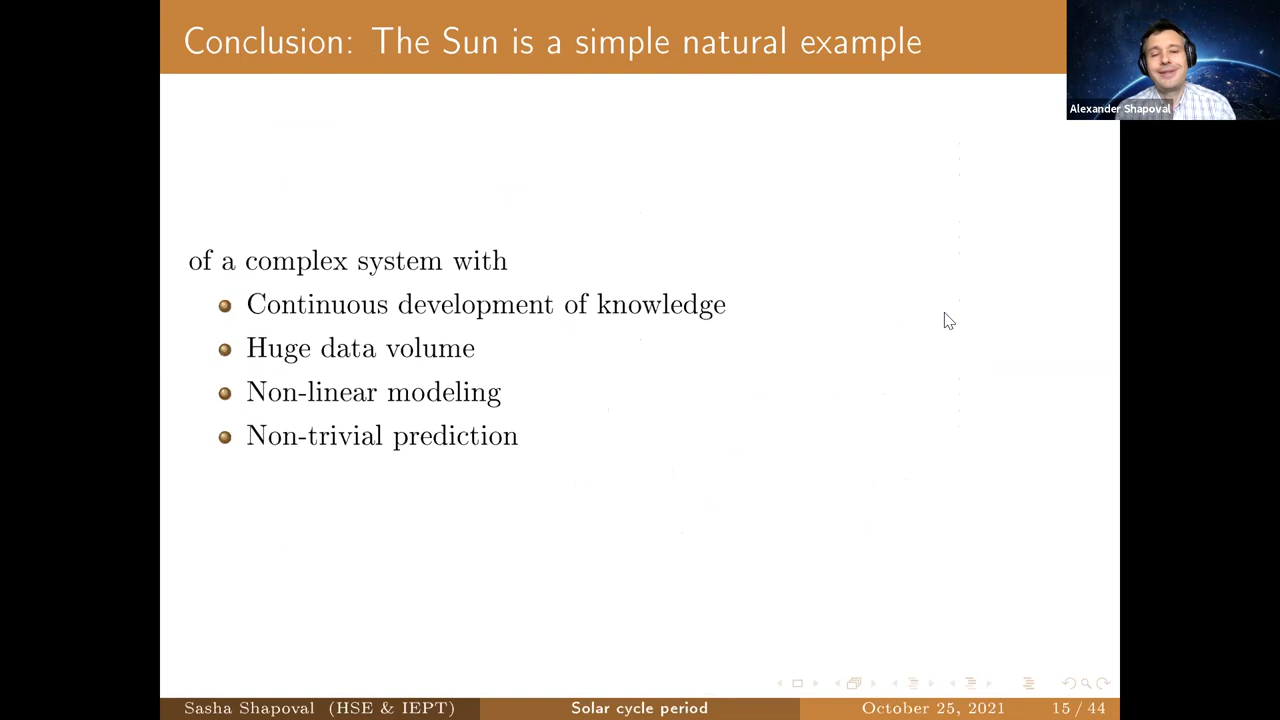 Conclusion: The Sun is a simple natural example
Alexander Shapoval
of a complex system with
Continuous development of knowledge
Huge data volume
Non-linear modeling
Non-trivial prediction
Sasha Shapoval (HSE & IEPT) Solar cycle period October 25, 2021 15 / 44